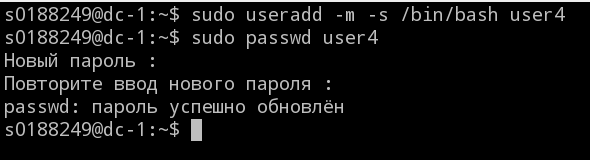 s0188249@dc-1:~$ sudo useradd -m -s /bin/bash user4
s0188249@dc-1:~$ sudo passwd user4
Новый пароль :
Повторите ввод нового пароля :
passwd: пароль успешно обновлён
s0188249@dc-1:~$